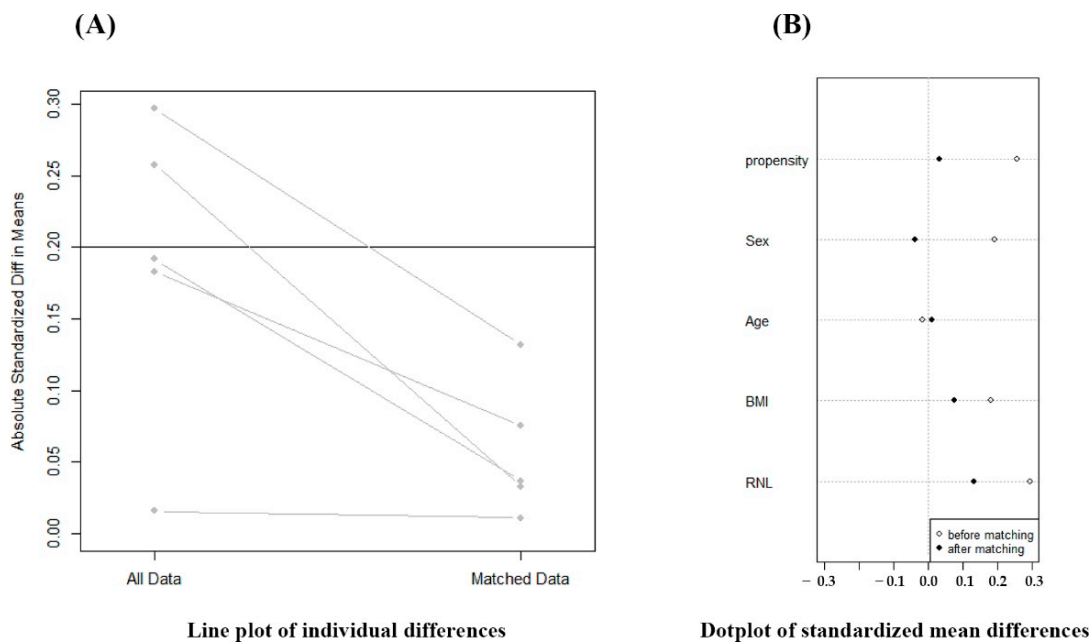 (A)
(B)
Absolute Standardized Diff in Means
0.30
0.25
0.20
0.15
0.10
0.05
0.00
All Data
Matched Data
Line plot of individual differences
propensity
Sex
Age
BMI
RNL
before matching
after matching
−0.3 −0.1 0.0 0.1 0.2 0.3
Dotplot of standardized mean differences